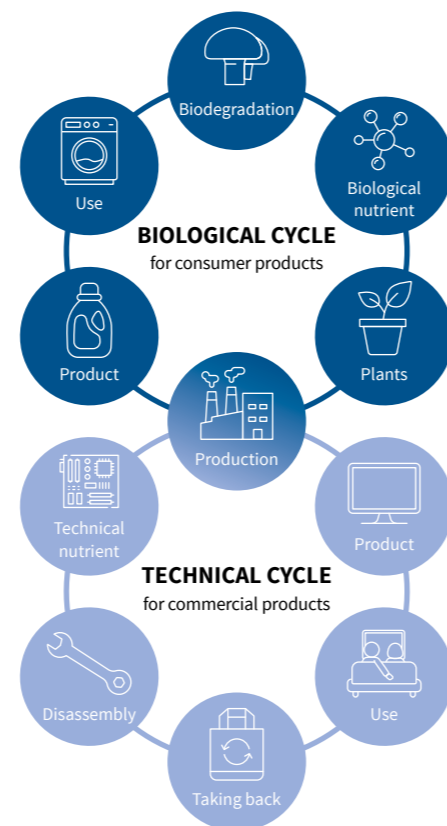 Biodegradation
Use
Biological
nutrient
BIOLOGICAL CYCLE
for consumer products
Product
Plants
Production
Technical
nutrient
Product
TECHNICAL CYCLE
for commercial products
Disassembly
Use
Taking back